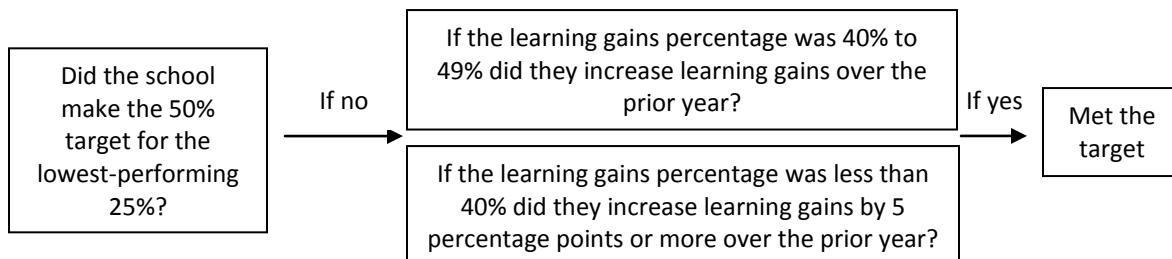 Did the school
make the 50%
target for the
lowest-performing
25%?
If no
If the learning gains percentage was 40% to
49% did they increase learning gains over the
prior year?
If the learning gains percentage was less than
40% did they increase learning gains by 5
percentage points or more over the prior year?
If yes
Met the
target